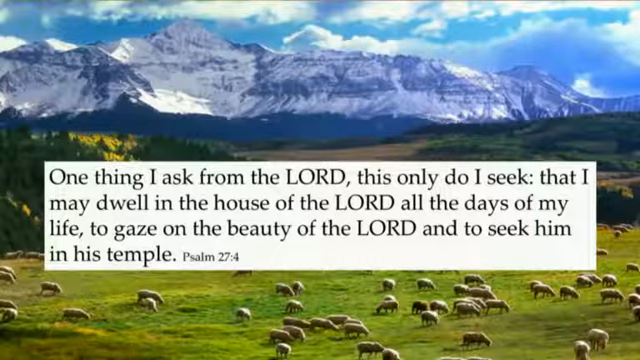 One thing I ask from the LORD, this only do I seek: that I
may dwell in the house of the LORD all the days of my
life, to gaze on the beauty of the LORD and to seek him
in his temple. Psalm 27:4